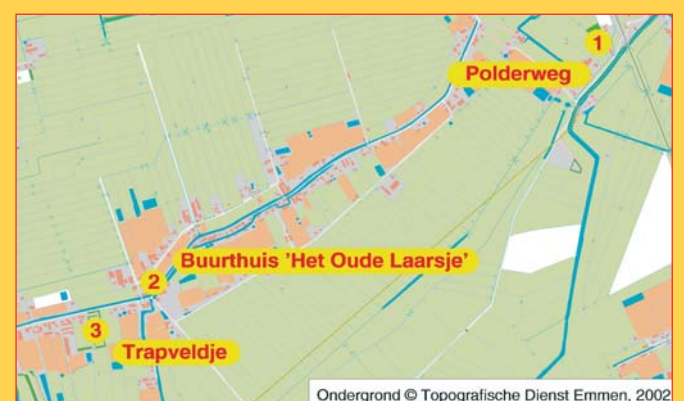 1
Polderweg
Buurthuis 'Het Oude Laarsje'
2
3
Trapveldje
Ondergrond © Topografische Dienst Emmen, 2002